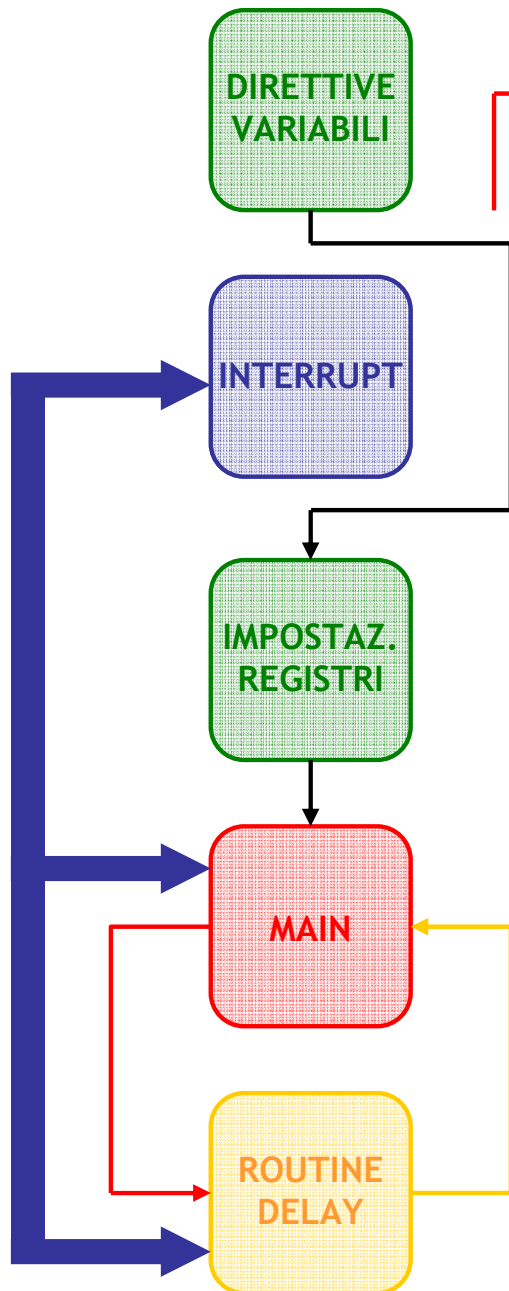 DIRETTIVE
VARIABILI
INTERRUPT
IMPOSTAZ.
REGISTRI
MAIN
ROUTINE
DELAY